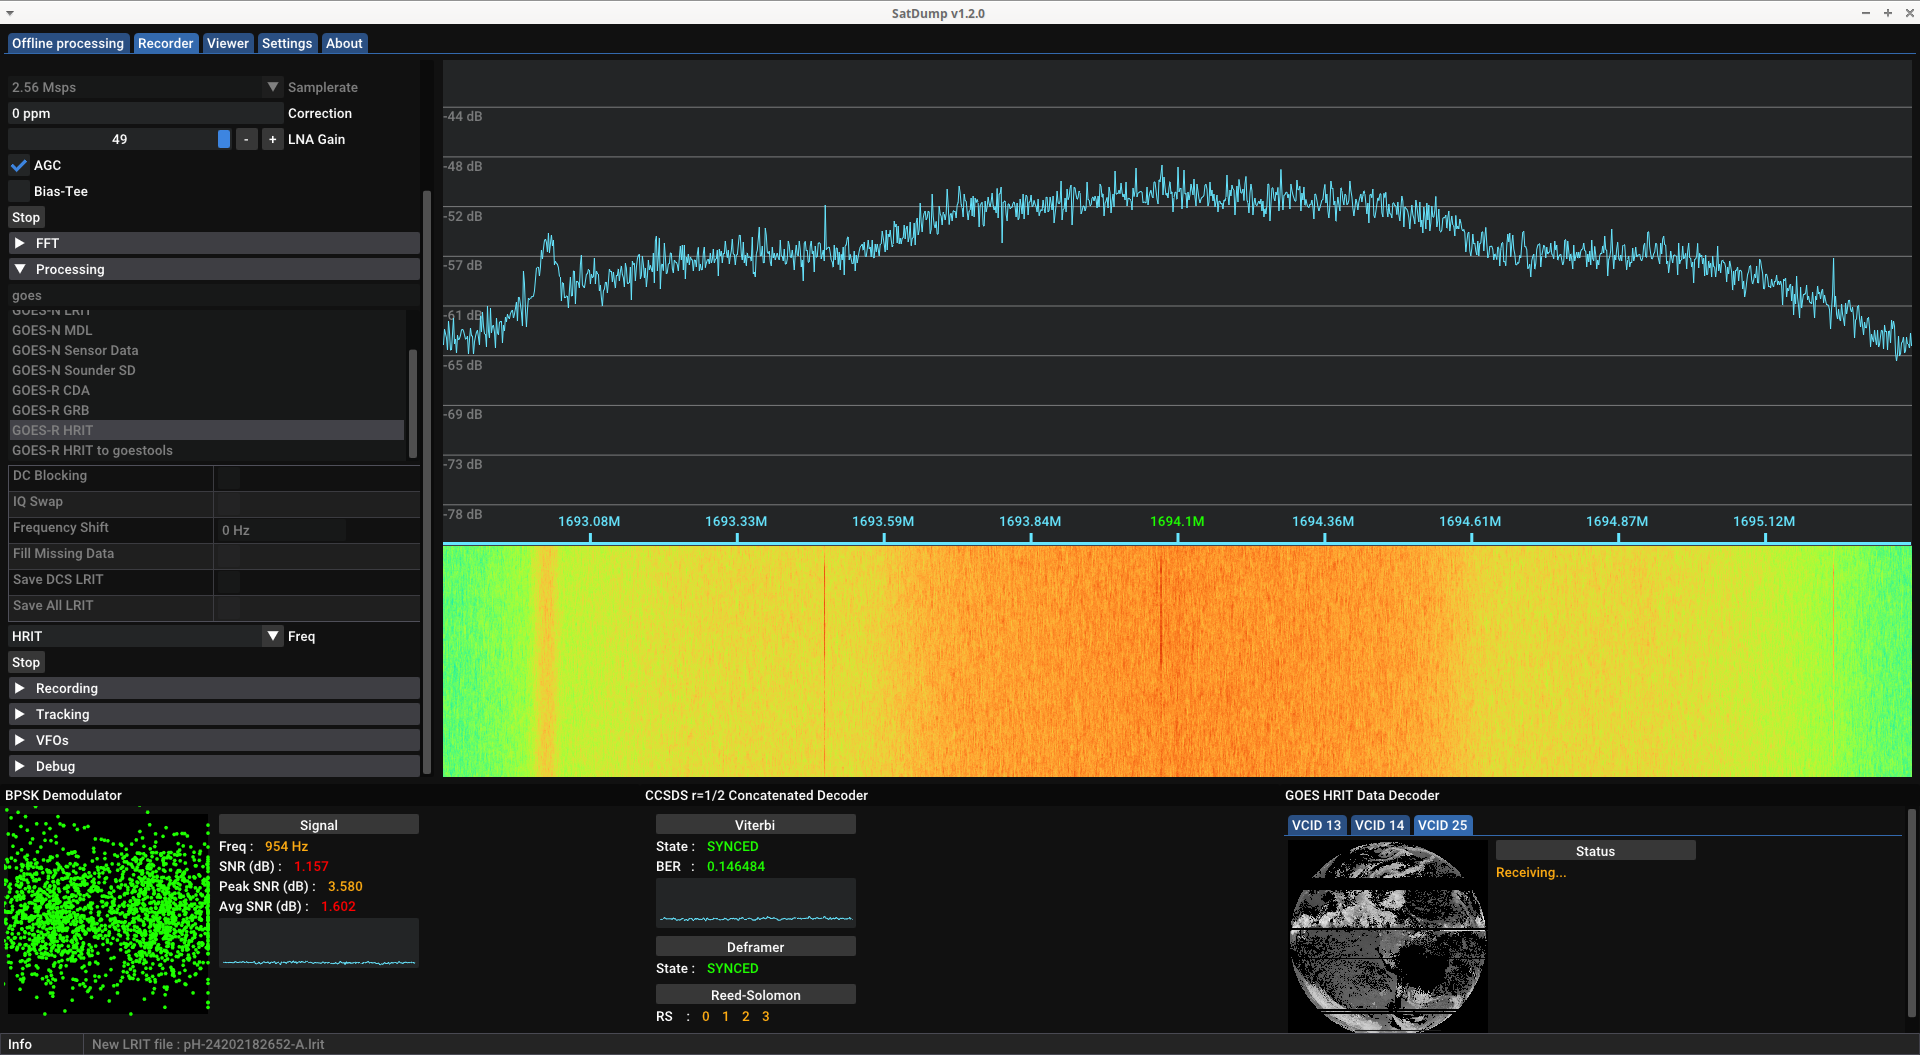 SatDump v1.2.0
Offline processing Recorder Viewer Settings About
2.56 Msps Samplerate
0 ppm Correction
49 - + LNA Gain
AGC
Bias-Tee
Stop
FFT
Processing
goes
GOES-N LRIT
GOES-N MDL
GOES-N Sensor Data
GOES-N Sounder SD
GOES-R CDA
GOES-R GRB
GOES-R HRIT
GOES-R HRIT to goestools
DC Blocking
IQ Swap
Frequency Shift 0 Hz
Fill Missing Data
Save DCS LRIT
Save All LRIT
HRIT Freq
Stop
Recording
Tracking
VFOs
Debug
-44 dB
-48 dB
-52 dB
-57 dB
-61 dB
-65 dB
-69 dB
-73 dB
-78 dB
1693.08M 1693.33M 1693.59M 1693.84M 1694.1M 1694.36M 1694.61M 1694.87M 1695.12M
BPSK Demodulator
Signal
Freq : 954 Hz
SNR (dB) : 1.157
Peak SNR (dB) : 3.580
Avg SNR (dB) : 1.602
CCSDS r=1/2 Concatenated Decoder
Viterbi
State : SYNCED
BER : 0.146484
Deframer
State : SYNCED
Reed-Solomon
RS : 0 1 2 3
GOES HRIT Data Decoder
VCID 13 VCID 14 VCID 25
Status
Receiving...
Info New LRIT file : pH-24202182652-A.lrit